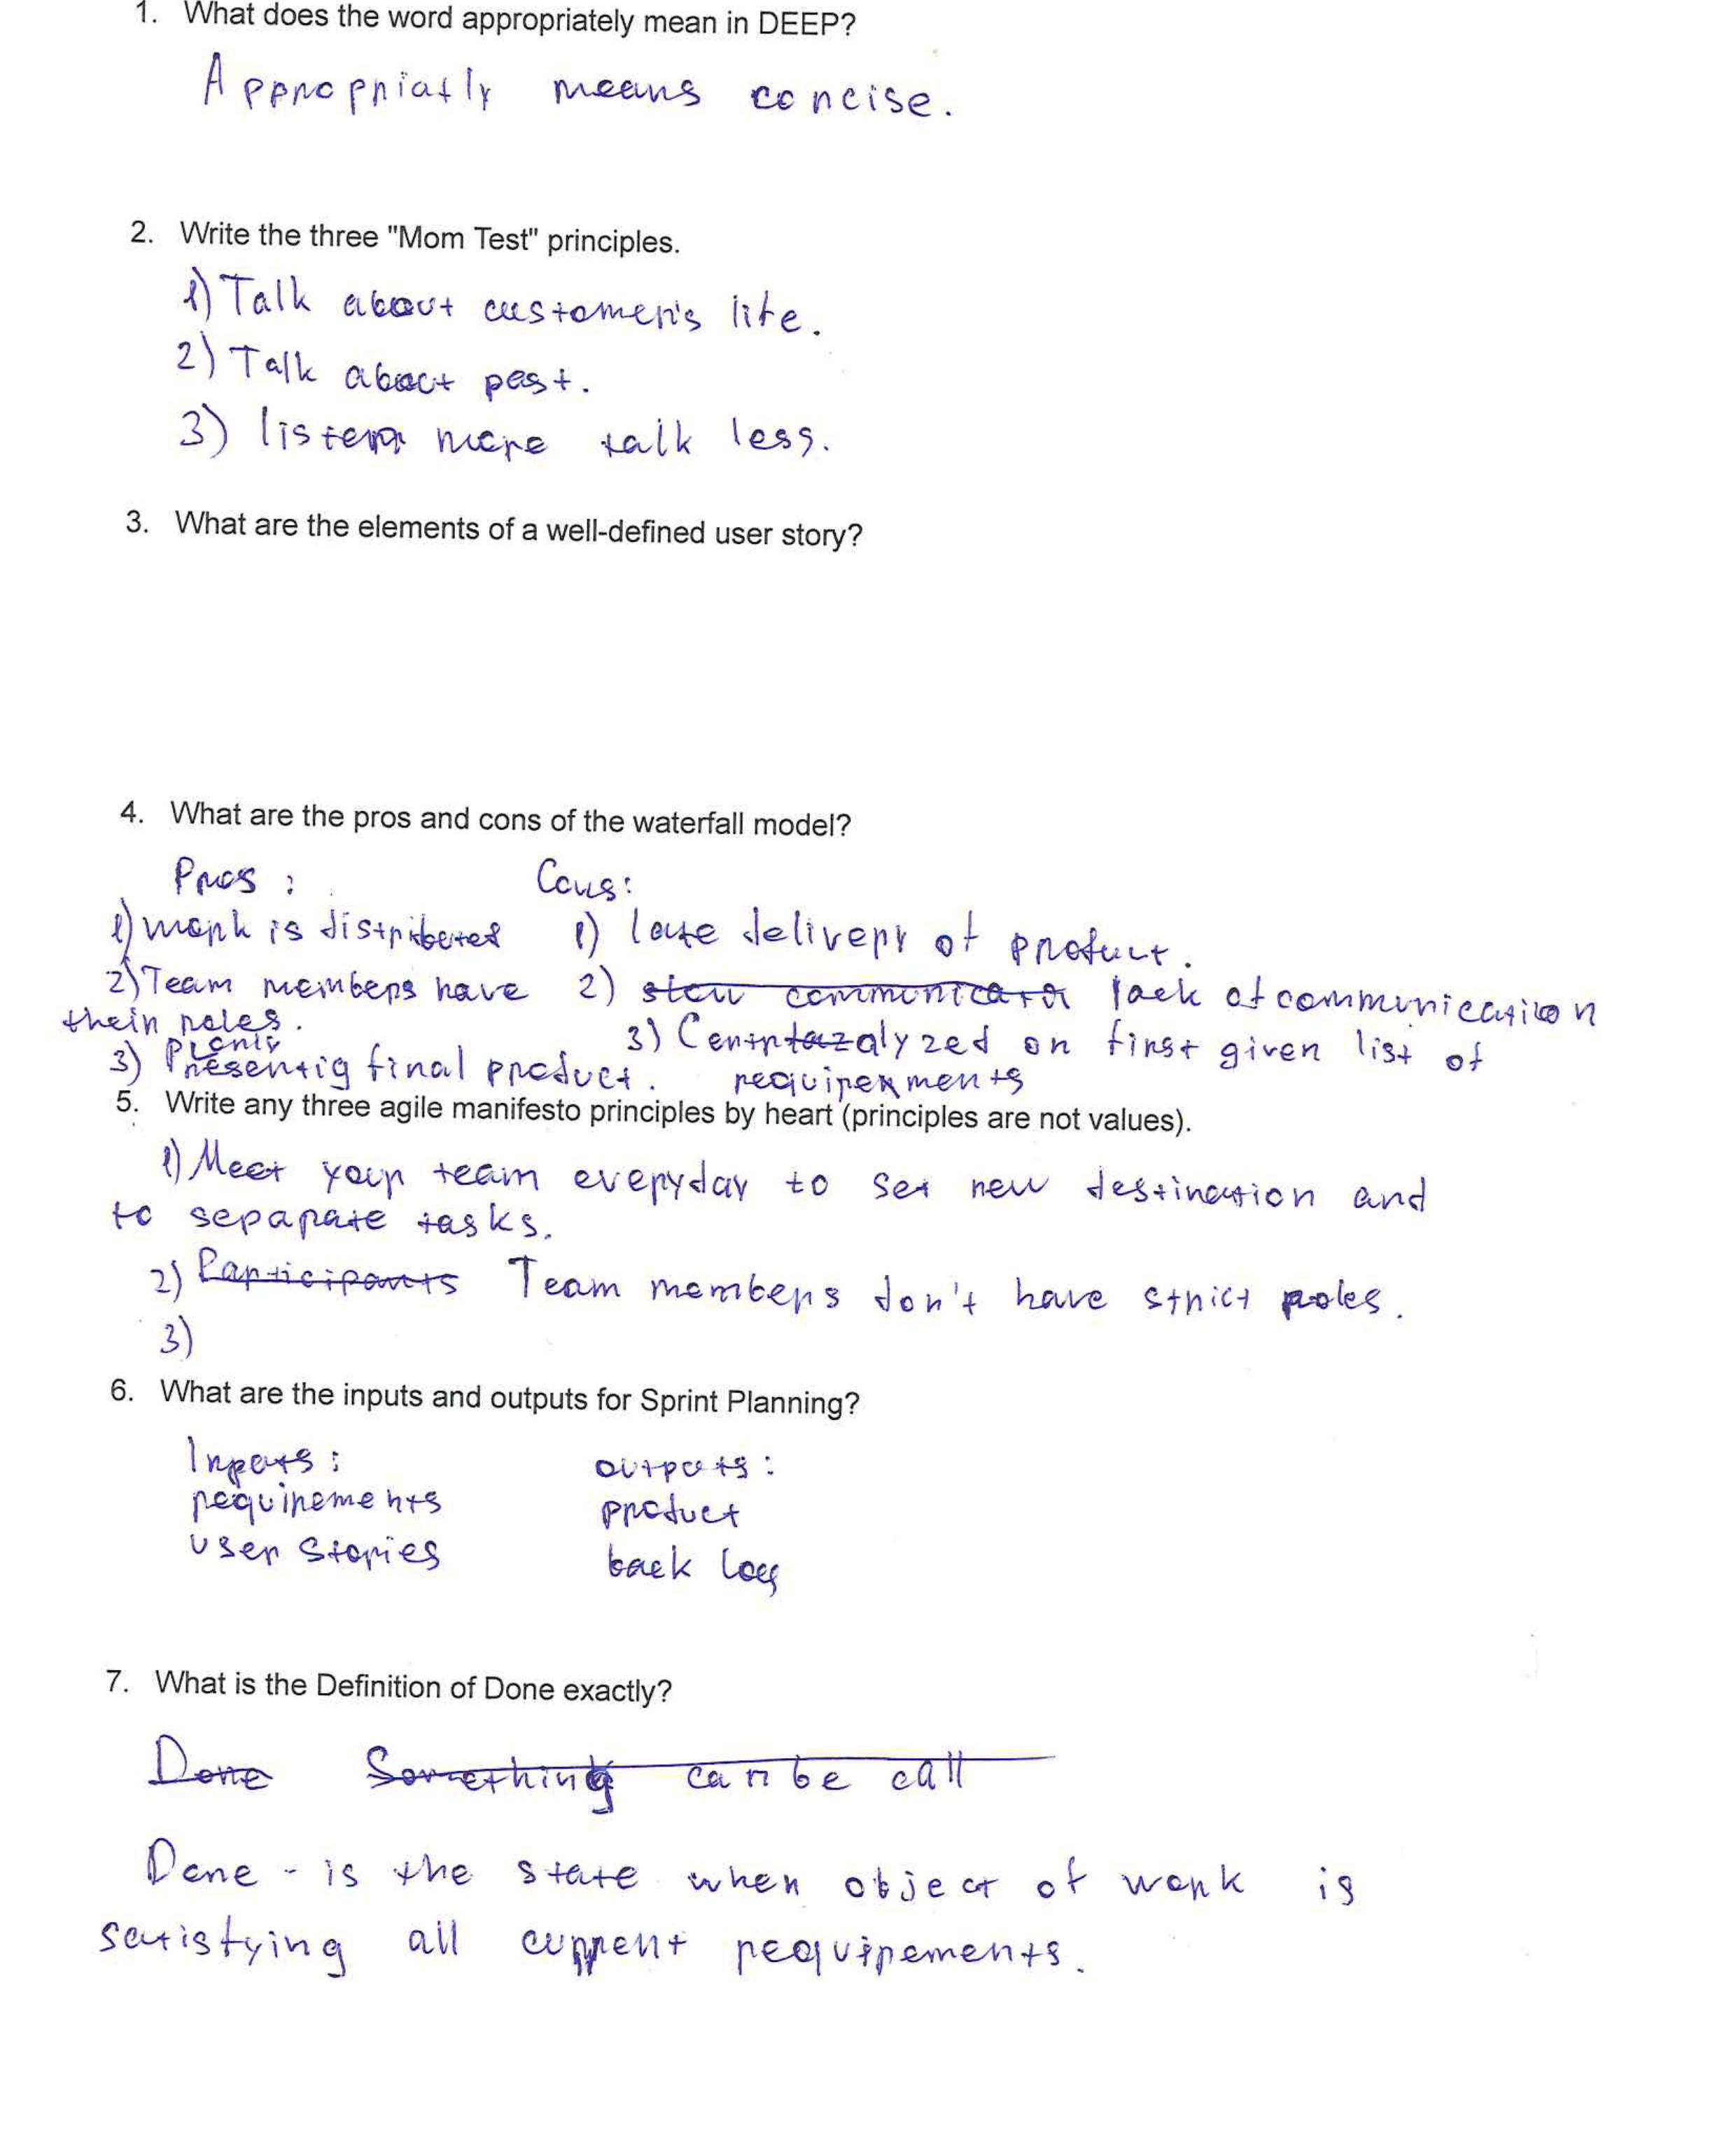 1. What does the word appropriately mean in DEEP?
Appropriatly means concise.
2. Write the three "Mom Test" principles.
1) Talk about customer's life.
2) Talk about past.
3) listen more talk less.
3. What are the elements of a well-defined user story?
4. What are the pros and cons of the waterfall model?
Pros : Cons:
1) work is distributed 1) late delivery of product.
2) Team members have 2) lack of communication
their roles. 3) Centralyzed on first given list of
3) Presentig final product. requirements
5. Write any three agile manifesto principles by heart (principles are not values).
1) Meet your team everyday to set new destination and
to separate tasks.
2) Participants Team members don't have strict roles.
3)
6. What are the inputs and outputs for Sprint Planning?
Inputs: outputs:
requirements product
user stories back log
7. What is the Definition of Done exactly?
Done Something can be call
Done - is the state when object of work is
satisfying all current requirements.